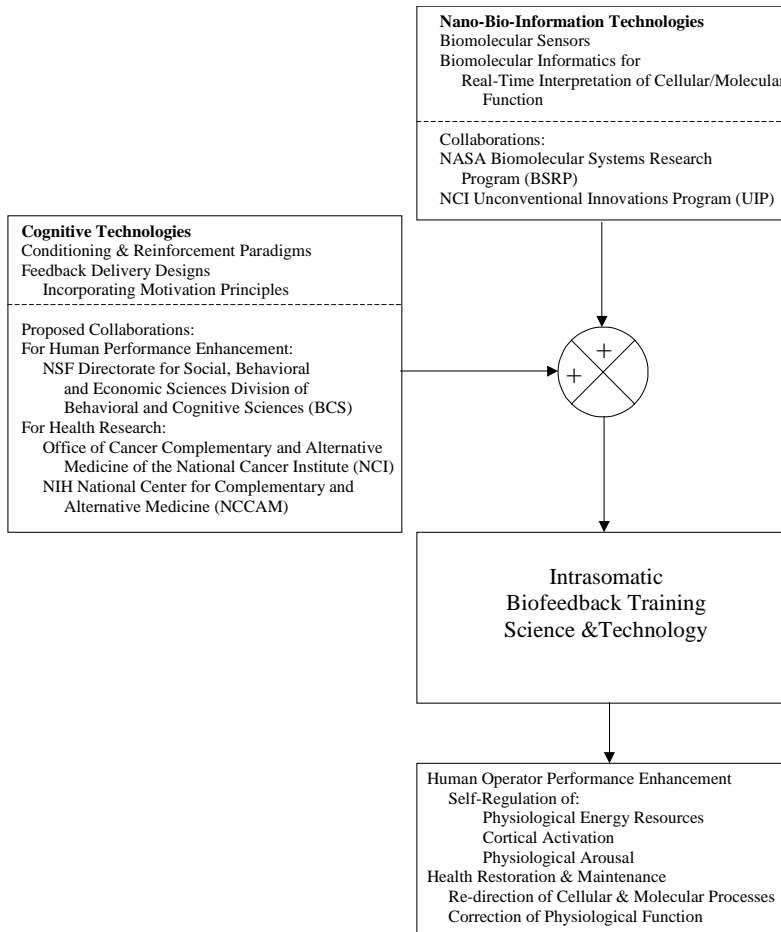 Nano-Bio-Information Technologies
Biomolecular Sensors
Biomolecular Informatics for
Real-Time Interpretation of Cellular/Molecular
Function
Collaborations:
NASA Biomolecular Systems Research
Program (BSRP)
NCI Unconventional Innovations Program (UIP)
Cognitive Technologies
Conditioning & Reinforcement Paradigms
Feedback Delivery Designs
Incorporating Motivation Principles
Proposed Collaborations:
For Human Performance Enhancement:
NSF Directorate for Social, Behavioral
and Economic Sciences Division of
Behavioral and Cognitive Sciences (BCS)
For Health Research:
Office of Cancer Complementary and Alternative
Medicine of the National Cancer Institute (NCI)
NIH National Center for Complementary and
Alternative Medicine (NCCAM)
+
+
Intrasomatic
Biofeedback Training
Science &Technology
Human Operator Performance Enhancement
Self-Regulation of:
Physiological Energy Resources
Cortical Activation
Physiological Arousal
Health Restoration & Maintenance
Re-direction of Cellular & Molecular Processes
Correction of Physiological Function